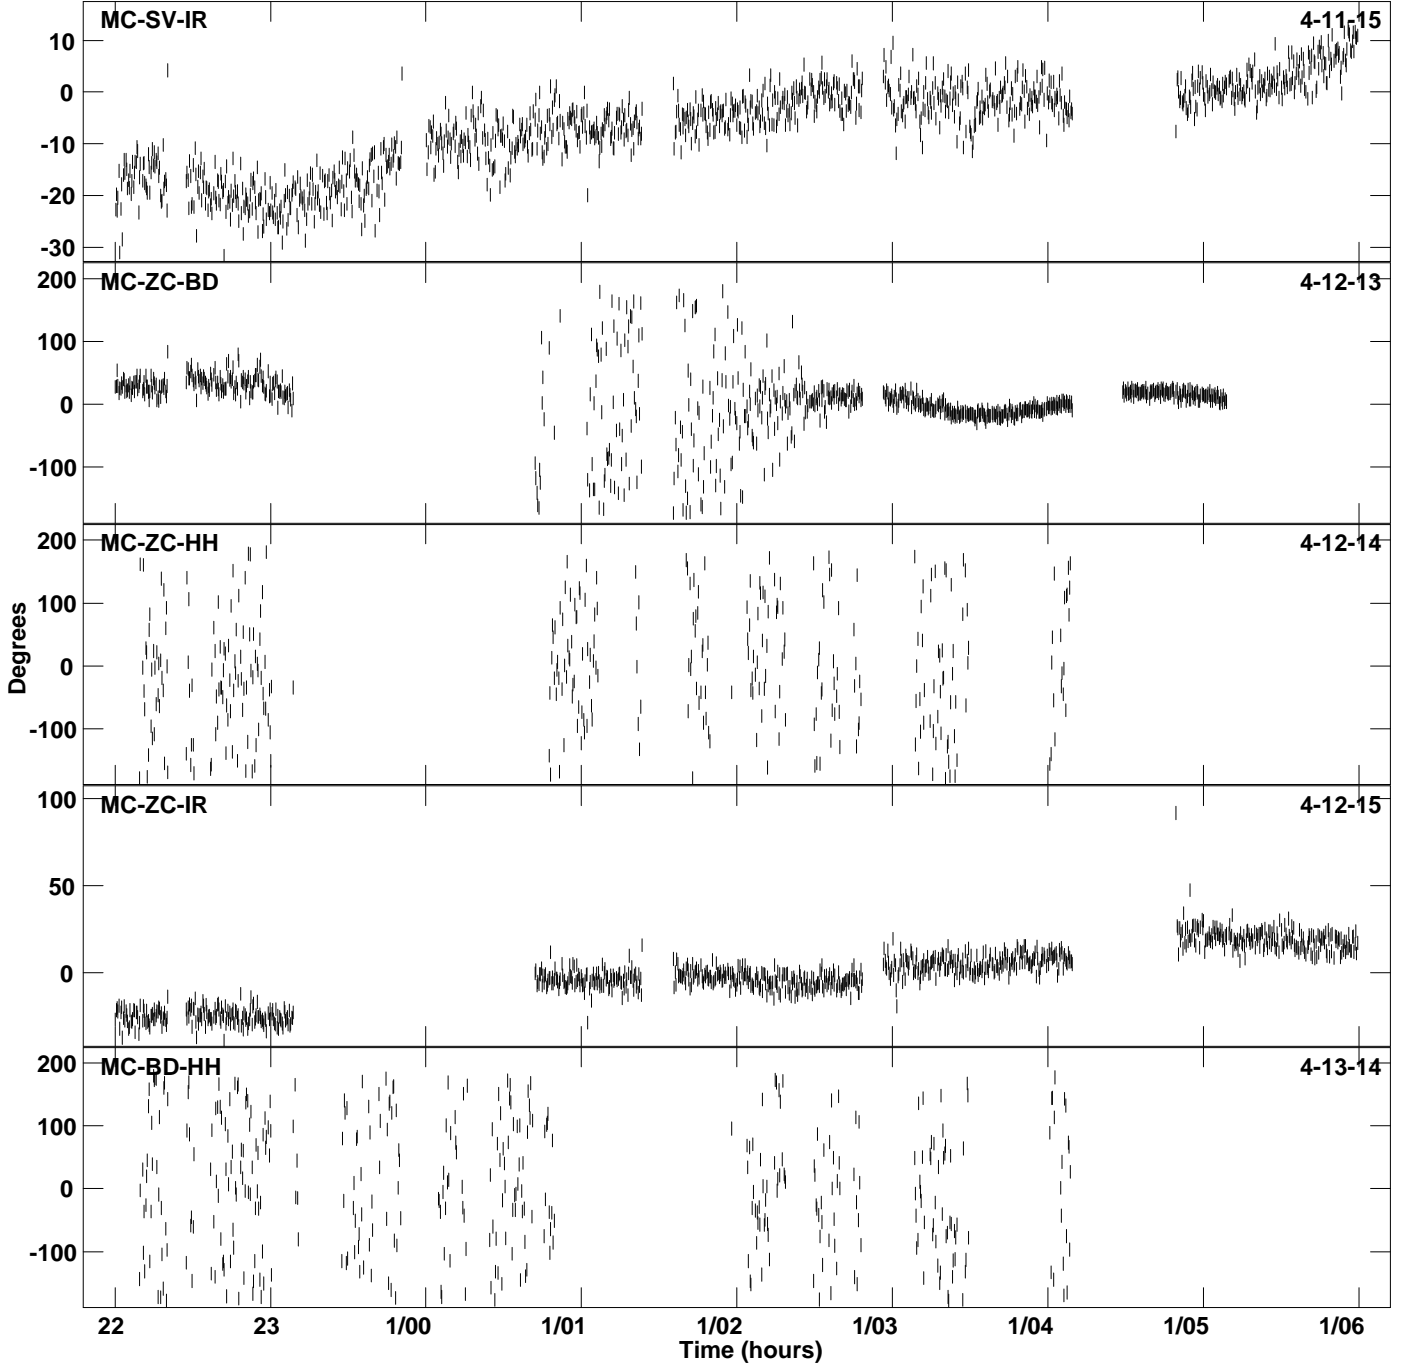 MC-SV-IR 4-11-15
10
0
-10
-20
-30
MC-ZC-BD 4-12-13
200
100
0
-100
MC-ZC-HH 4-12-14
200
100
0
-100
Degrees
MC-ZC-IR 4-12-15
100
50
0
MC-BD-HH 4-13-14
200
100
0
-100
22 23 1/00 1/01 1/02 1/03 1/04 1/05 1/06
Time (hours)